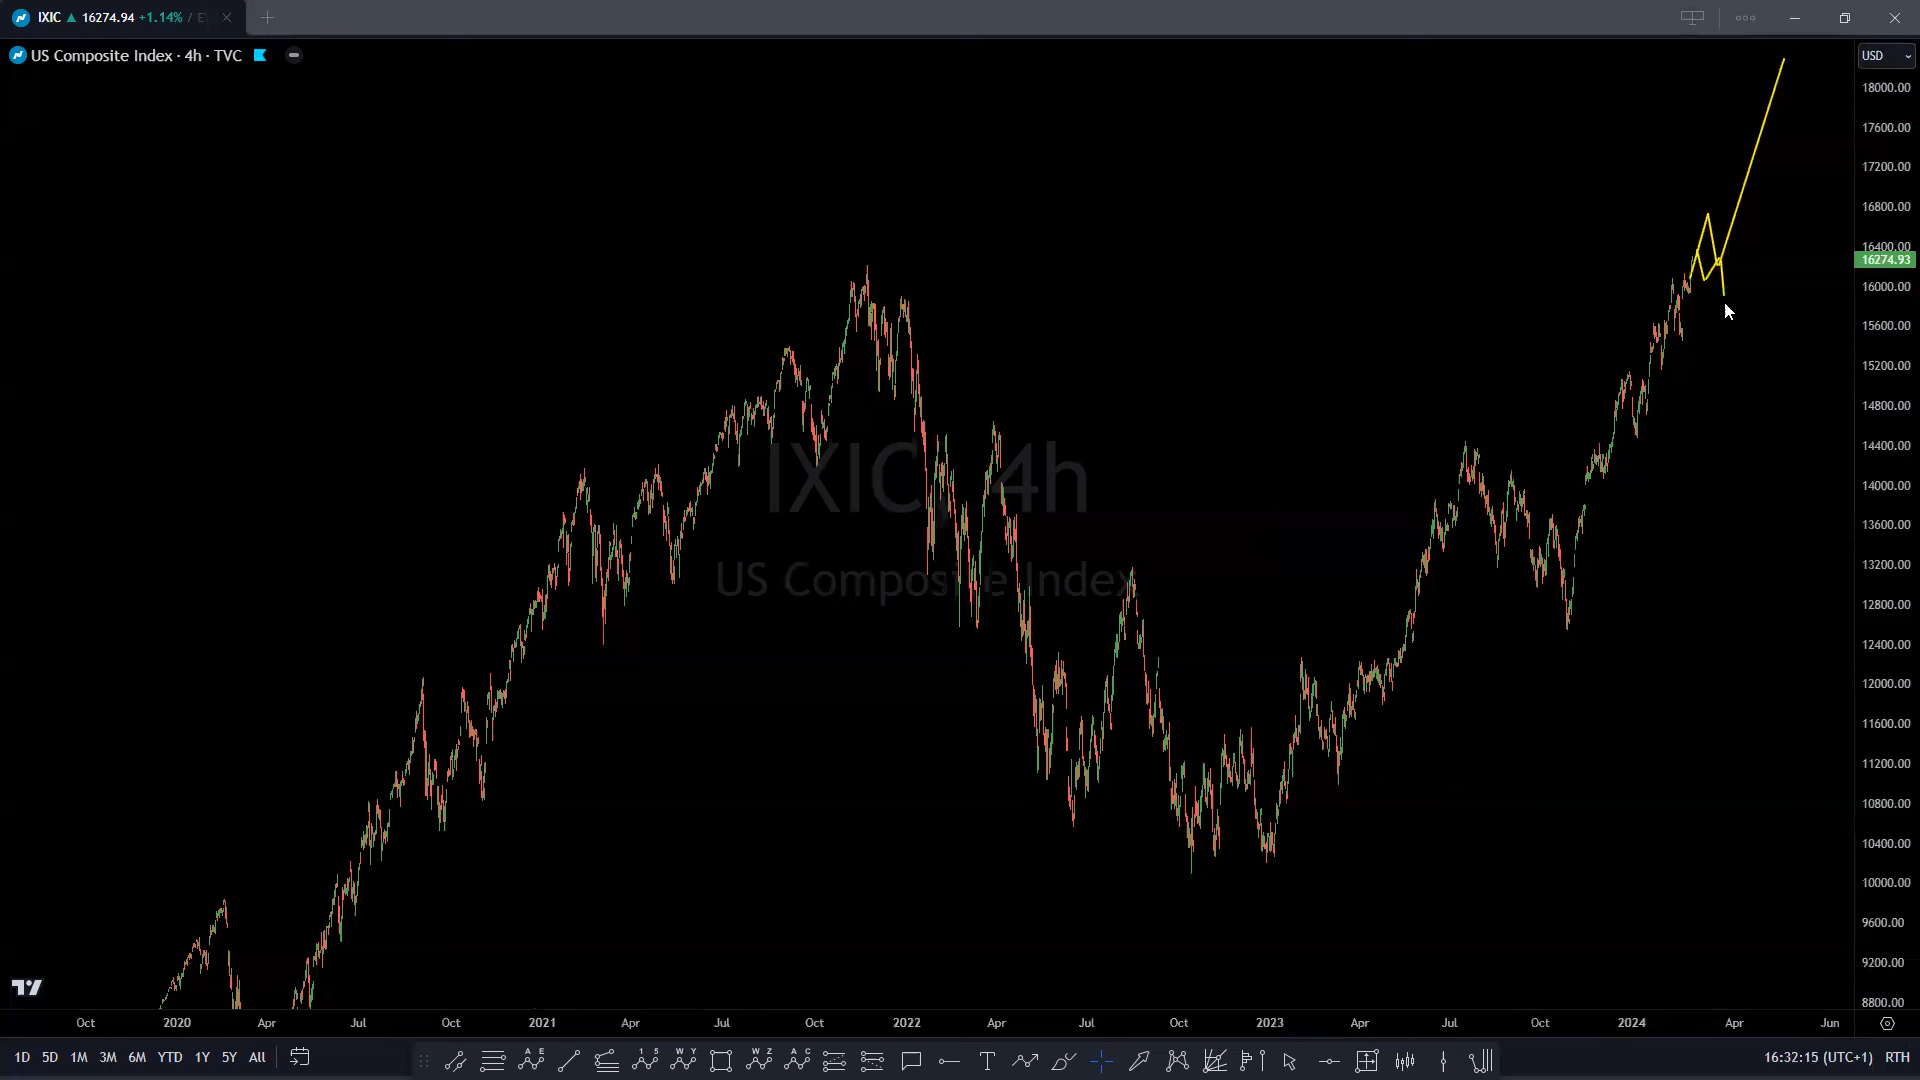 IXIC ▲ 16274.94 +1.14% /
US Composite Index · 4h · TVC
USD
18000.00
17600.00
17200.00
16800.00
16400.00
16274.93
16000.00
15600.00
15200.00
14800.00
14400.00
14000.00
13600.00
13200.00
12800.00
12400.00
12000.00
11600.00
11200.00
10800.00
10400.00
10000.00
9600.00
9200.00
8800.00
IXIC, 4h
US Composite Index
Oct 2020 Apr Jul Oct 2021 Apr Jul Oct 2022 Apr Jul Oct 2023 Apr Jul Oct 2024 Apr Jun
1D 5D 1M 3M 6M YTD 1Y 5Y All
A E
1 5
W Y
W Z
A C
T
16:32:15 (UTC+1) RTH